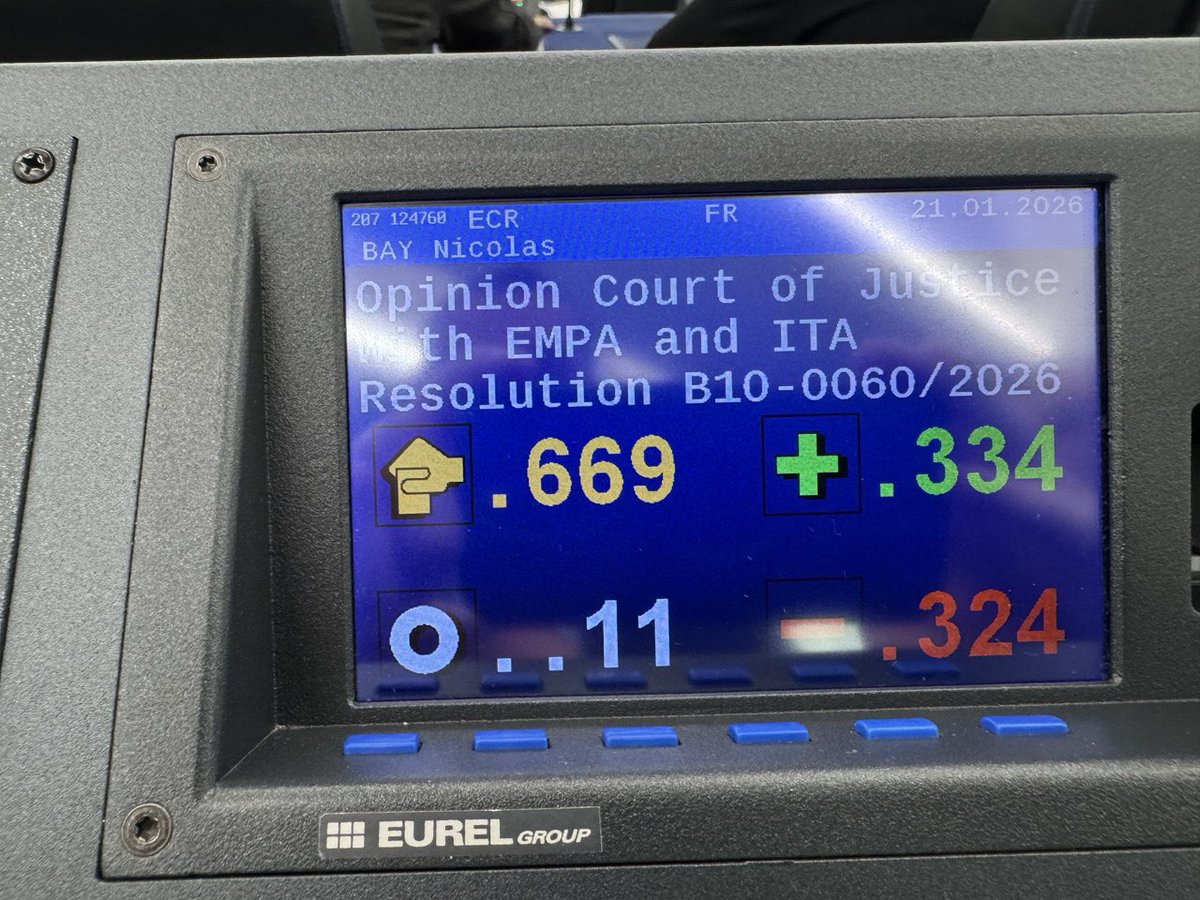 207 124760 ECR FR 21.01.2026
BAY Nicolas
Opinion Court of Justice
with EMPA and ITA
Resolution B10-0060/2026
.669 .334
..11 .324
EUREL GROUP